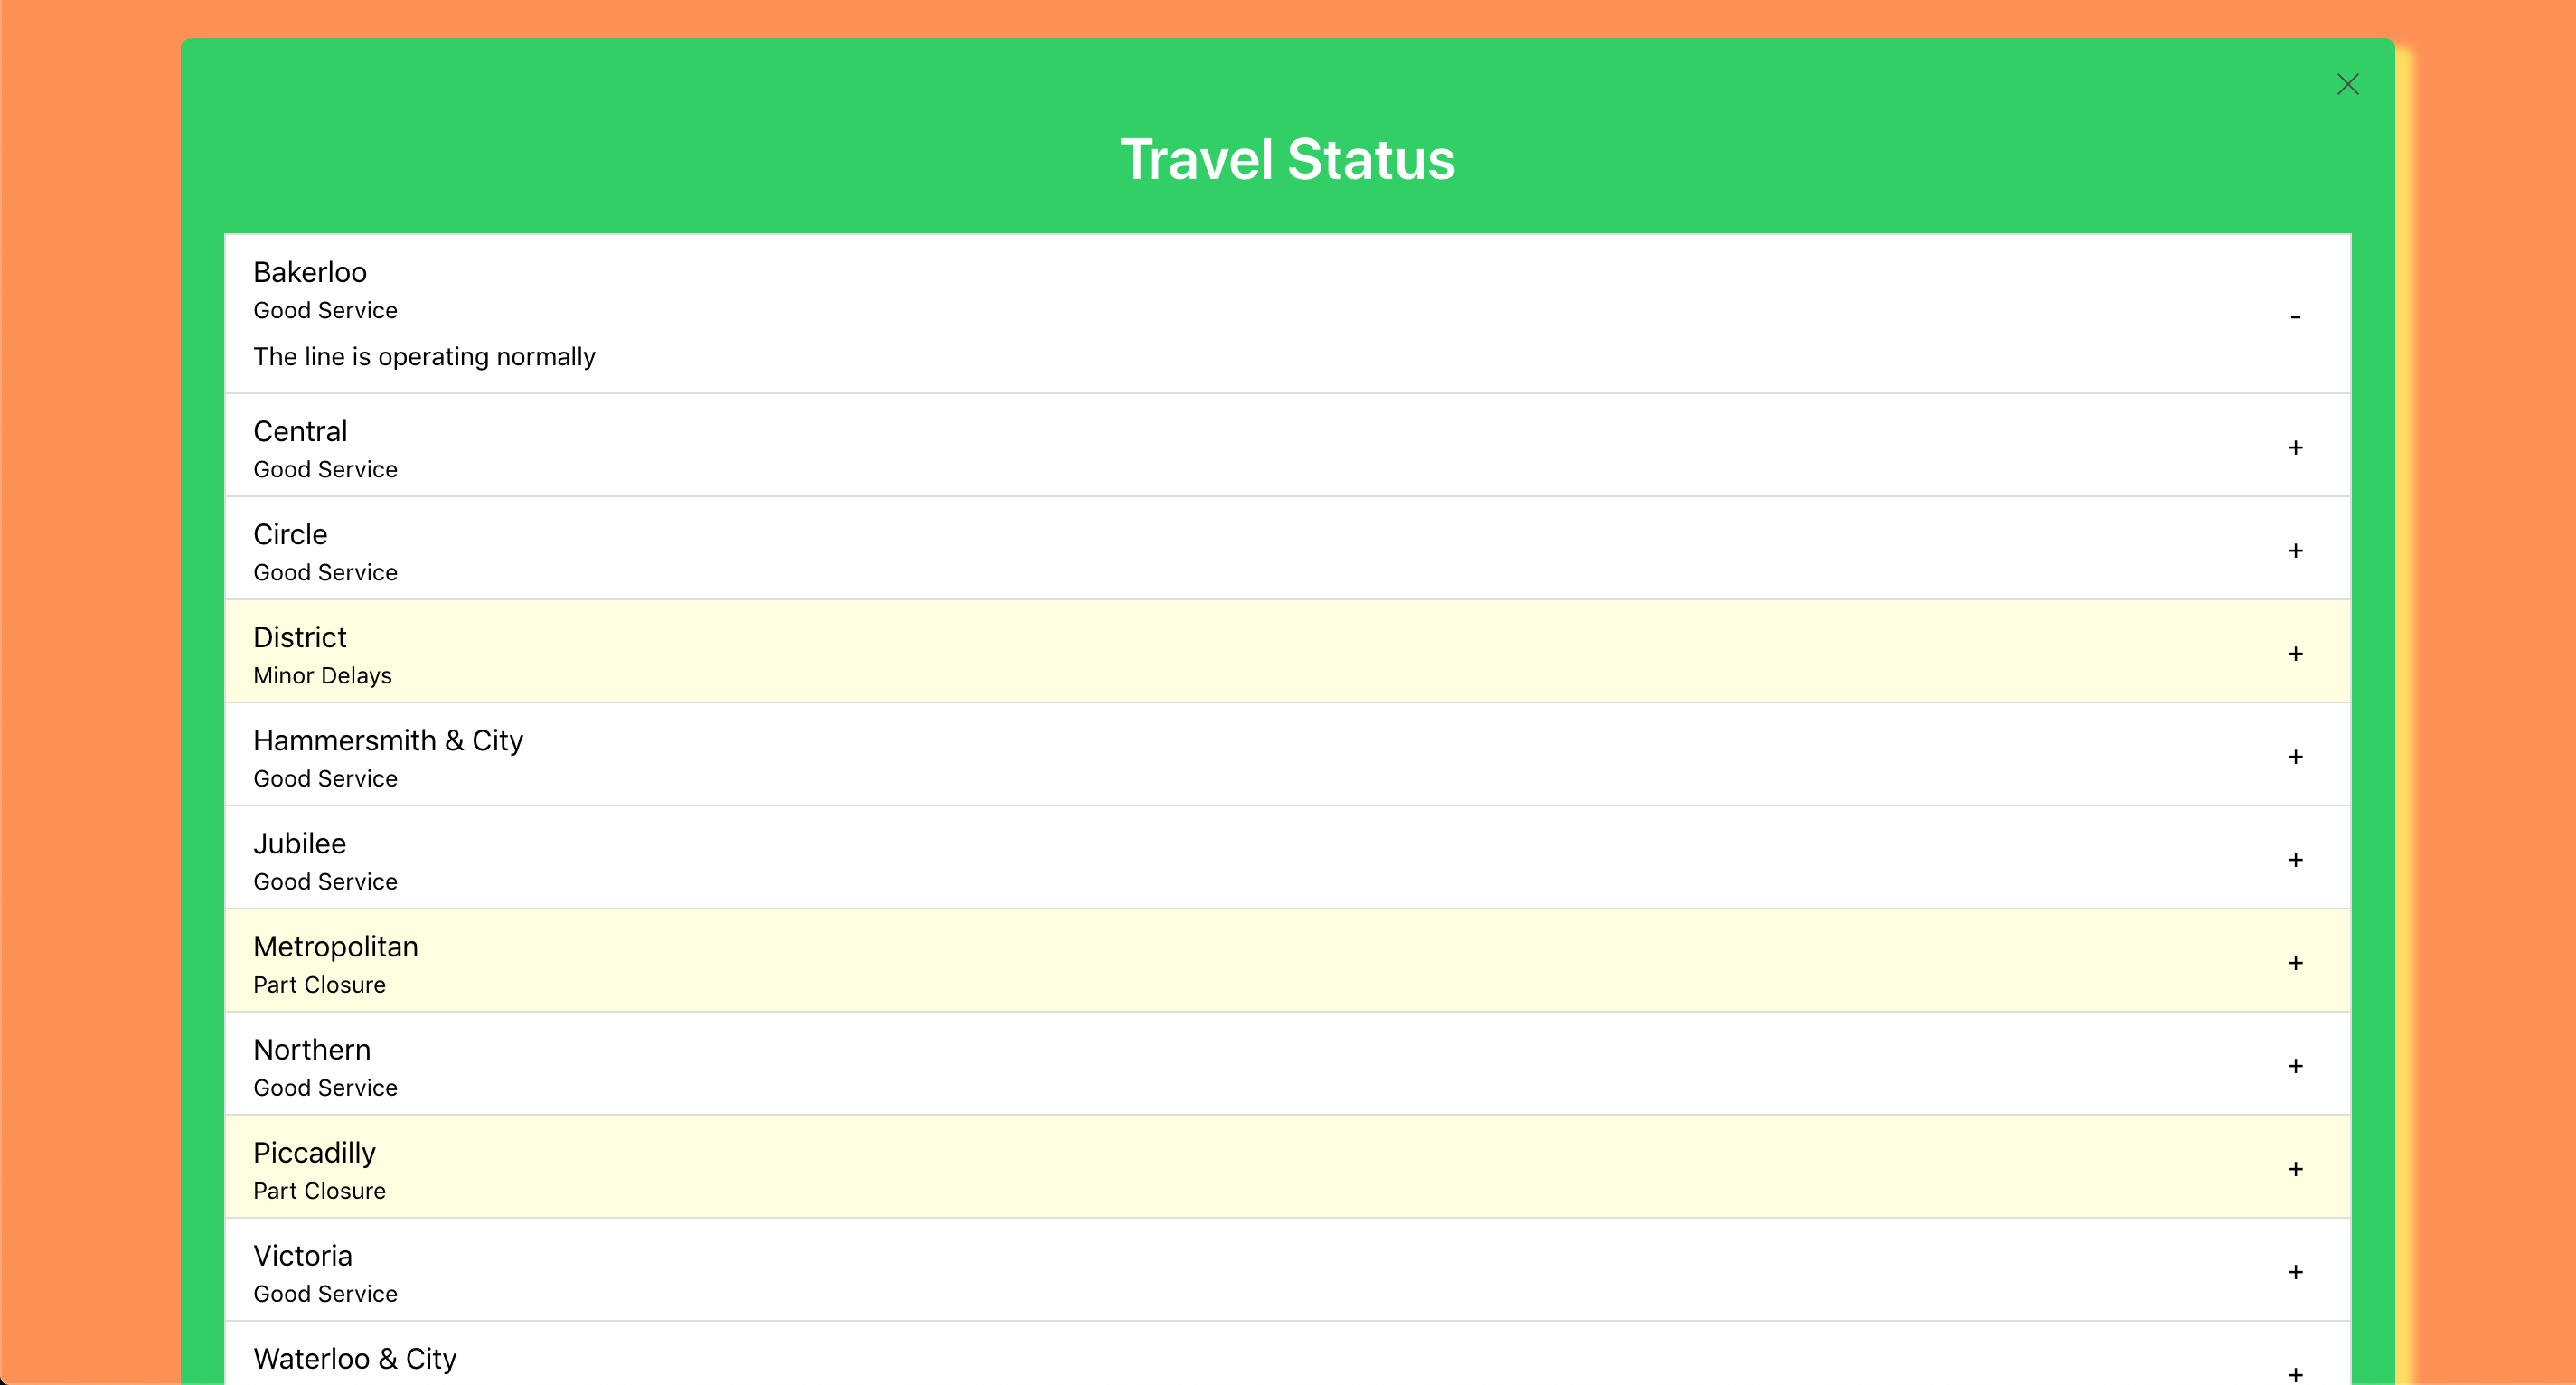 Travel Status
Bakerloo
Good Service
-
The line is operating normally
Central
Good Service
+
Circle
Good Service
+
District
Minor Delays
+
Hammersmith & City
Good Service
+
Jubilee
Good Service
+
Metropolitan
Part Closure
+
Northern
Good Service
+
Piccadilly
Part Closure
+
Victoria
Good Service
+
Waterloo & City
+